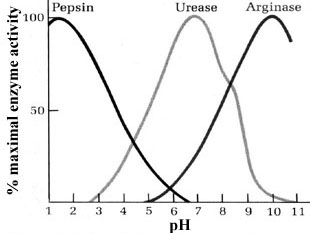 Pepsin Urease Arginase
% maximal enzyme activity
50
1 2 3 4 5 6 7 8 9 10 11
pH